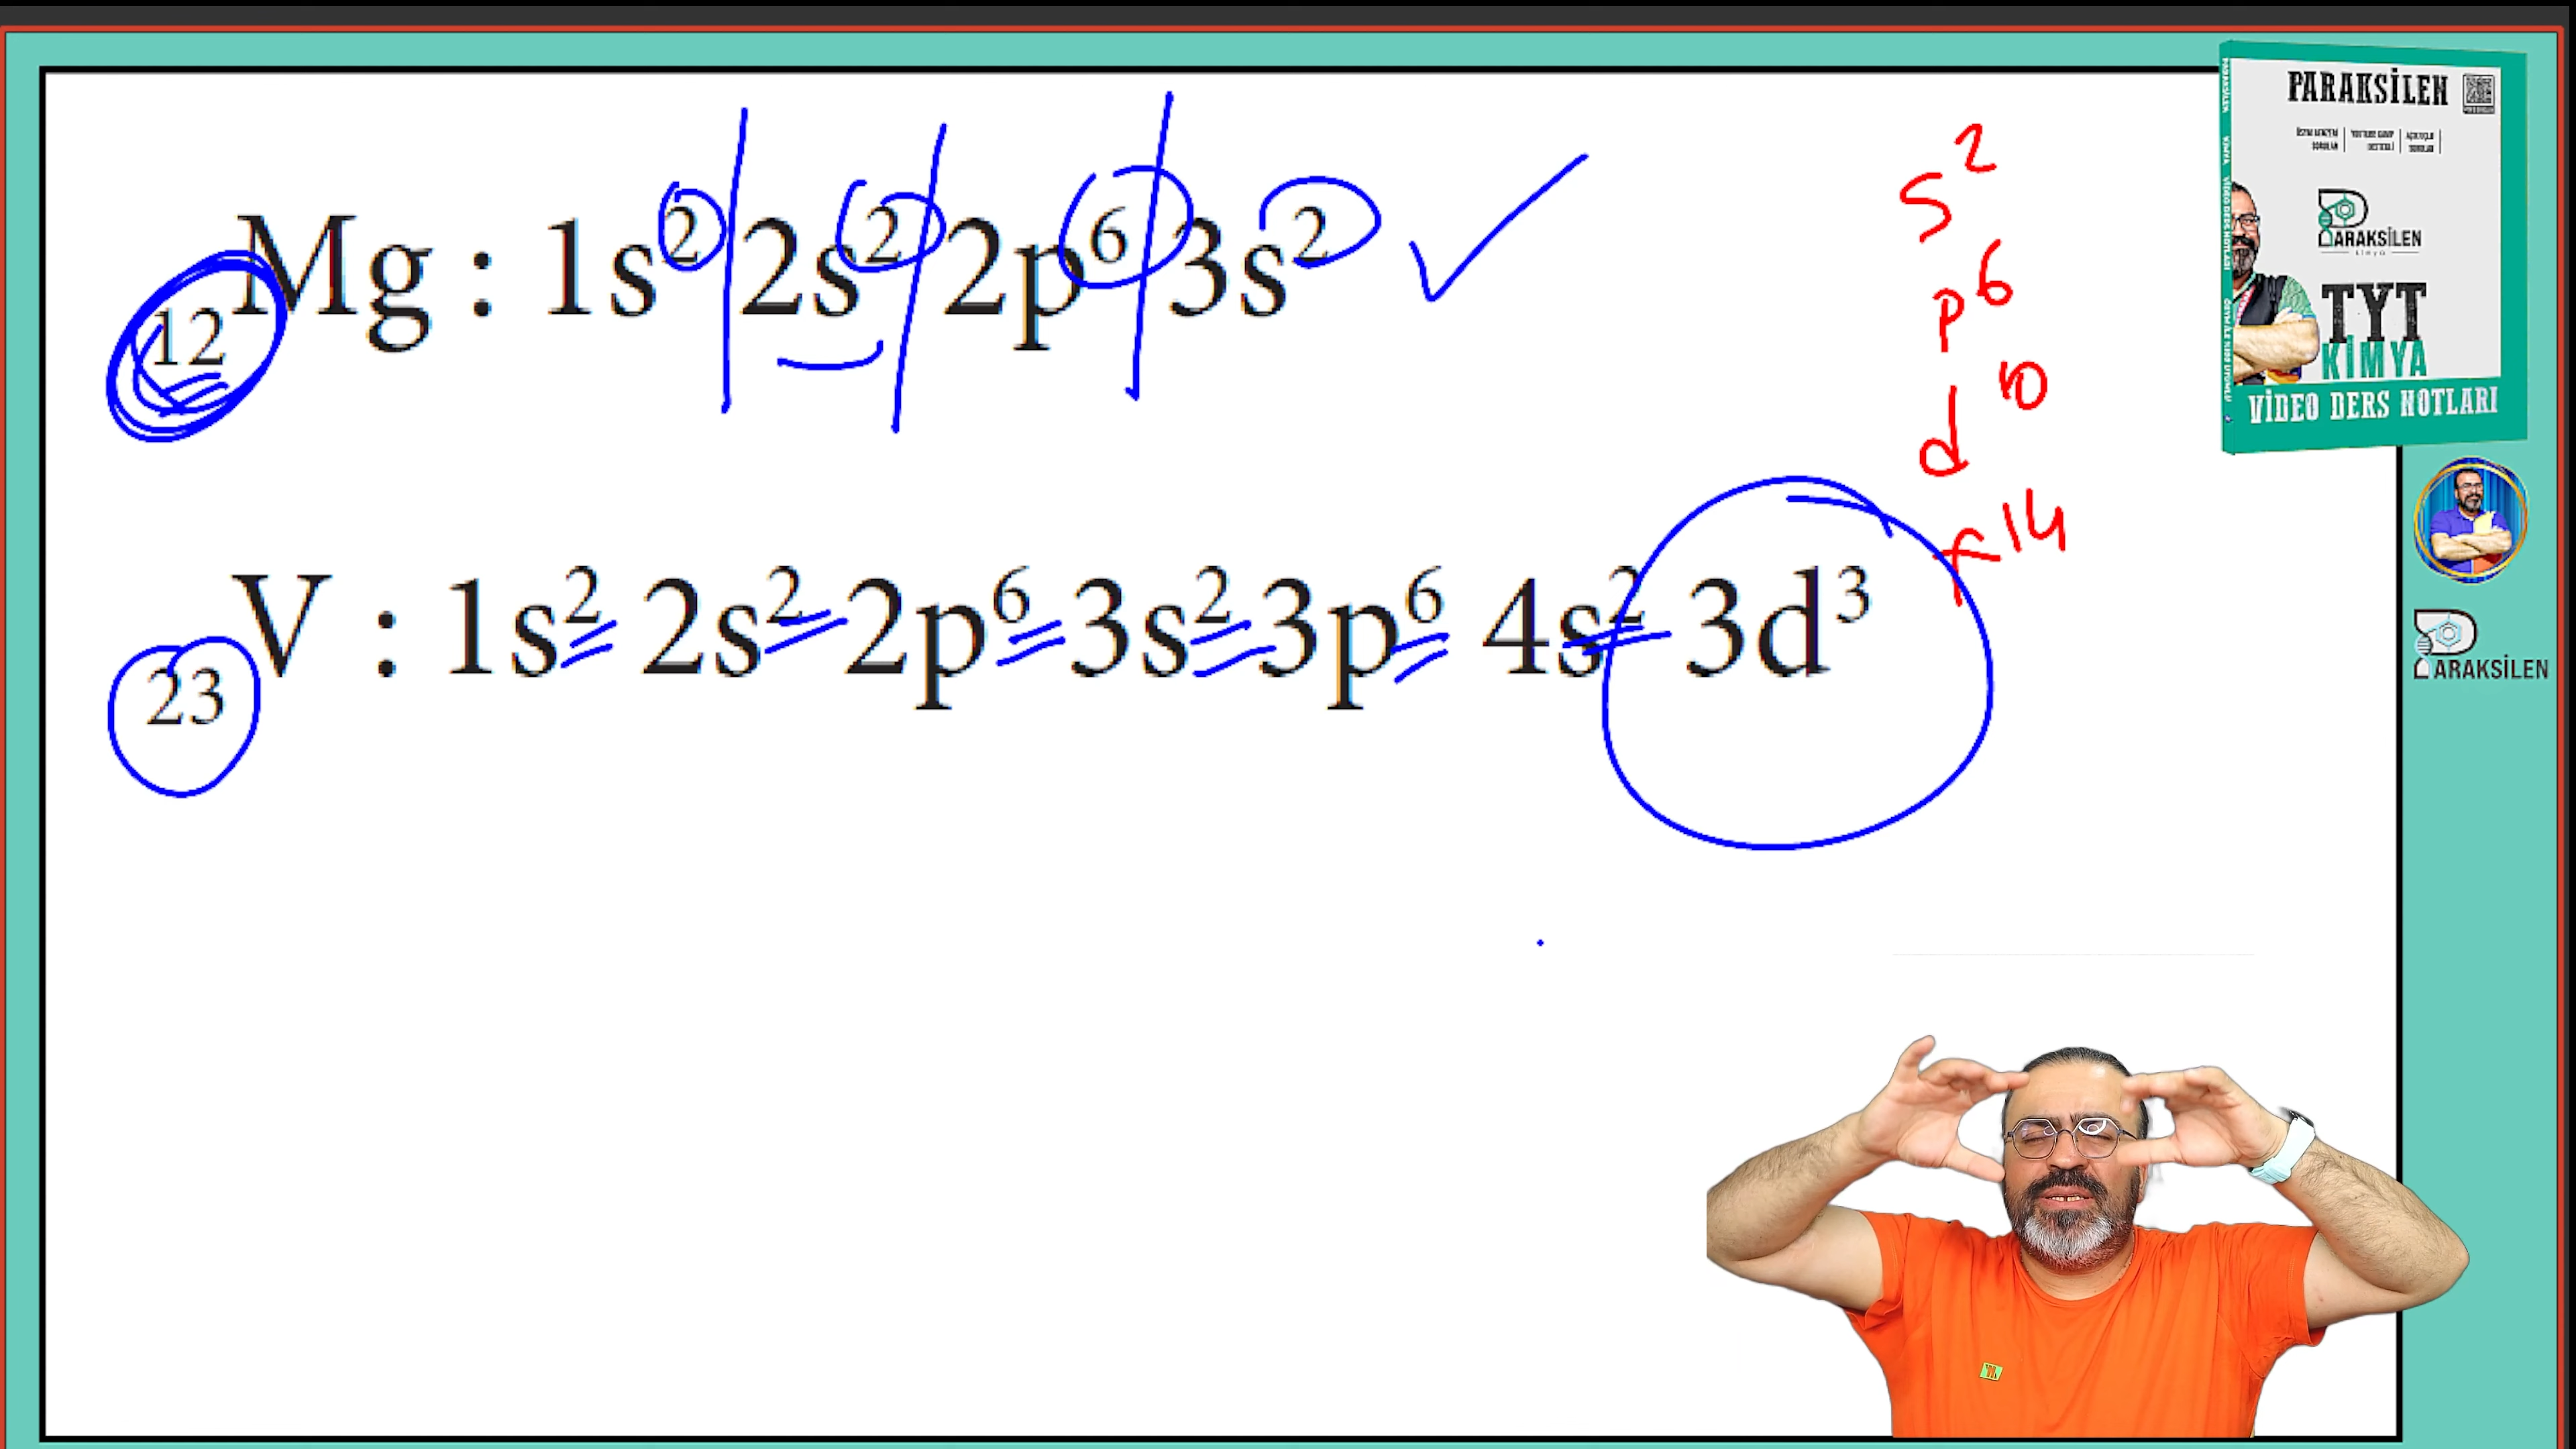 ₁₂Mg : 1s² 2s² 2p⁶ 3s²
₂₃V : 1s² 2s² 2p⁶ 3s² 3p⁶ 4s² 3d³
s²
p⁶
d¹⁰
f¹⁴
PARAKSİLEN
PARAKSİLEN
kimya
TYT
KİMYA
VİDEO DERS NOTLARI
PARAKSİLEN